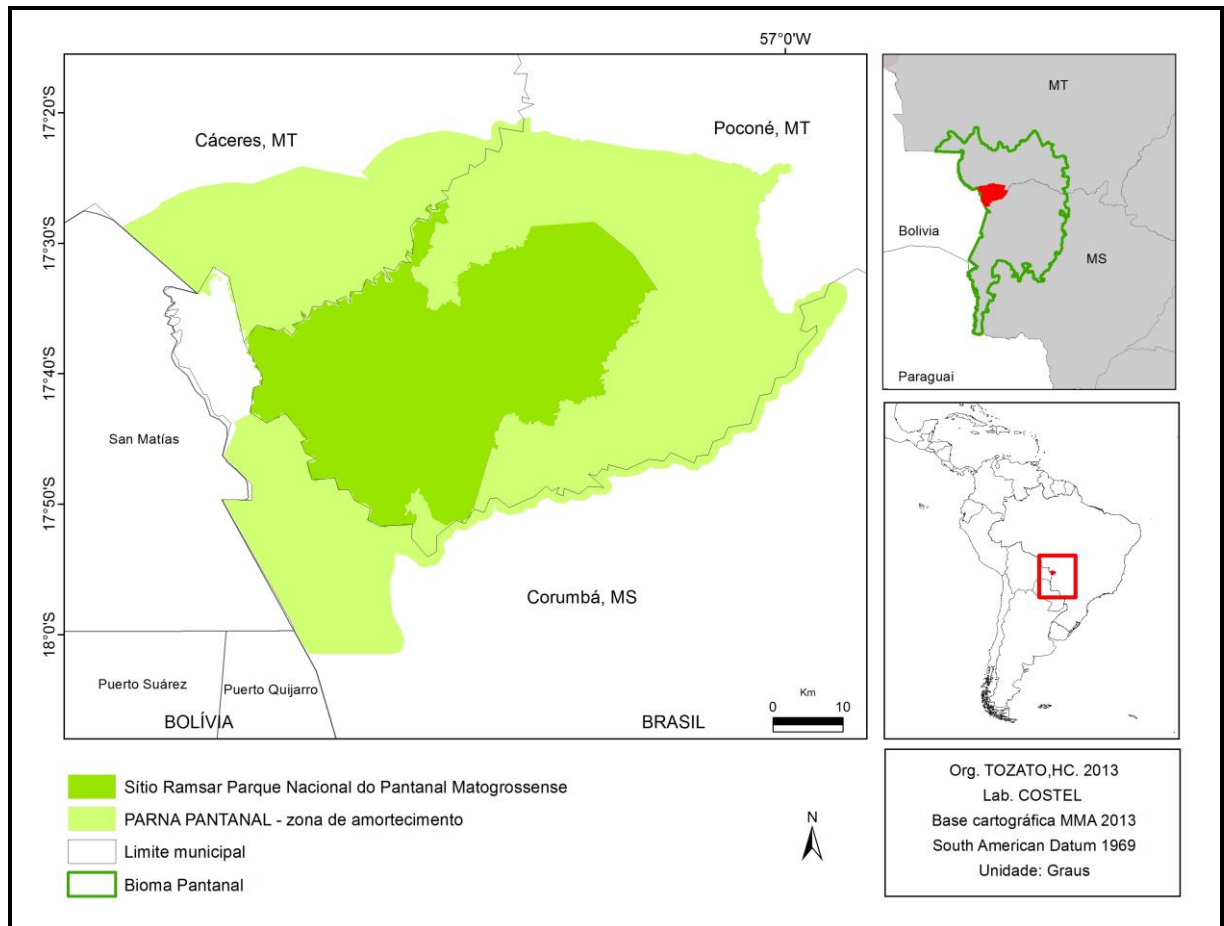 57°0'W
17°20'S
17°30'S
17°40'S
17°50'S
18°0'S
Cáceres, MT
Poconé, MT
San Matías
Corumbá, MS
Puerto Suárez
Puerto Quijarro
BOLÍVIA
BRASIL
Km
0 10
MT
Bolivia
MS
Paraguai
Sítio Ramsar Parque Nacional do Pantanal Matogrossense
PARNA PANTANAL - zona de amortecimento
Limite municipal
Bioma Pantanal
N
Org. TOZATO,HC. 2013
Lab. COSTEL
Base cartográfica MMA 2013
South American Datum 1969
Unidade: Graus